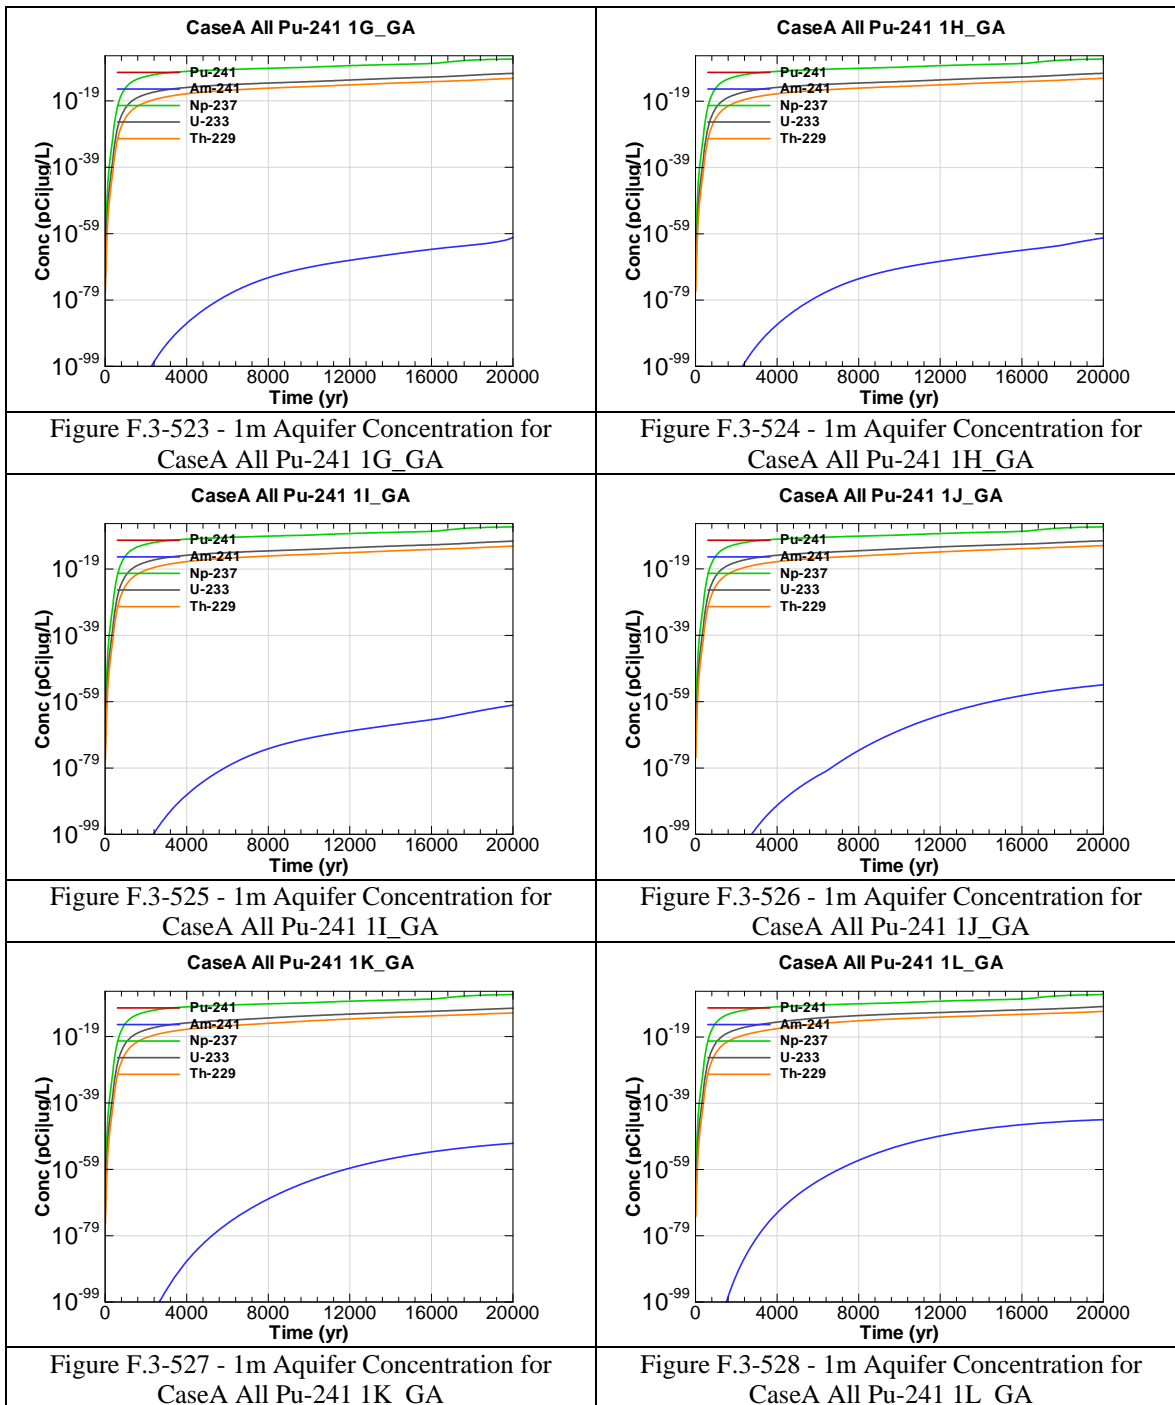 CaseA All Pu-241 1G_GA
Conc (pCi|ug/L)
10-19
10-39
10-59
10-79
10-99
Pu-241
Am-241
Np-237
U-233
Th-229
0 4000 8000 12000 16000 20000
Time (yr)
Figure F.3-523 - 1m Aquifer Concentration for
CaseA All Pu-241 1G_GA
CaseA All Pu-241 1H_GA
Conc (pCi|ug/L)
10-19
10-39
10-59
10-79
10-99
Pu-241
Am-241
Np-237
U-233
Th-229
0 4000 8000 12000 16000 20000
Time (yr)
Figure F.3-524 - 1m Aquifer Concentration for
CaseA All Pu-241 1H_GA
CaseA All Pu-241 1I_GA
Conc (pCi|ug/L)
10-19
10-39
10-59
10-79
10-99
Pu-241
Am-241
Np-237
U-233
Th-229
0 4000 8000 12000 16000 20000
Time (yr)
Figure F.3-525 - 1m Aquifer Concentration for
CaseA All Pu-241 1I_GA
CaseA All Pu-241 1J_GA
Conc (pCi|ug/L)
10-19
10-39
10-59
10-79
10-99
Pu-241
Am-241
Np-237
U-233
Th-229
0 4000 8000 12000 16000 20000
Time (yr)
Figure F.3-526 - 1m Aquifer Concentration for
CaseA All Pu-241 1J_GA
CaseA All Pu-241 1K_GA
Conc (pCi|ug/L)
10-19
10-39
10-59
10-79
10-99
Pu-241
Am-241
Np-237
U-233
Th-229
0 4000 8000 12000 16000 20000
Time (yr)
Figure F.3-527 - 1m Aquifer Concentration for
CaseA All Pu-241 1K_GA
CaseA All Pu-241 1L_GA
Conc (pCi|ug/L)
10-19
10-39
10-59
10-79
10-99
Pu-241
Am-241
Np-237
U-233
Th-229
0 4000 8000 12000 16000 20000
Time (yr)
Figure F.3-528 - 1m Aquifer Concentration for
CaseA All Pu-241 1L_GA